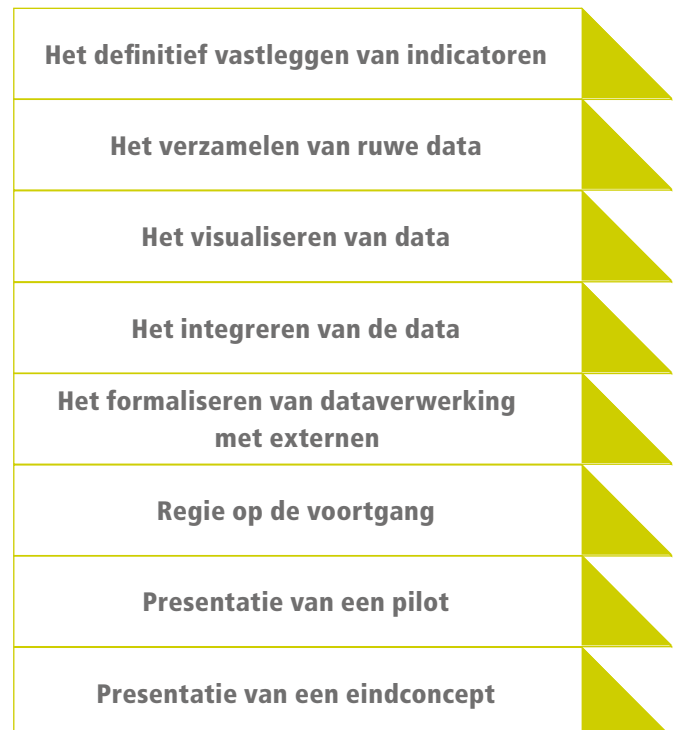 Het definitief vastleggen van indicatoren
Het verzamelen van ruwe data
Het visualiseren van data
Het integreren van de data
Het formaliseren van dataverwerking
met externen
Regie op de voortgang
Presentatie van een pilot
Presentatie van een eindconcept